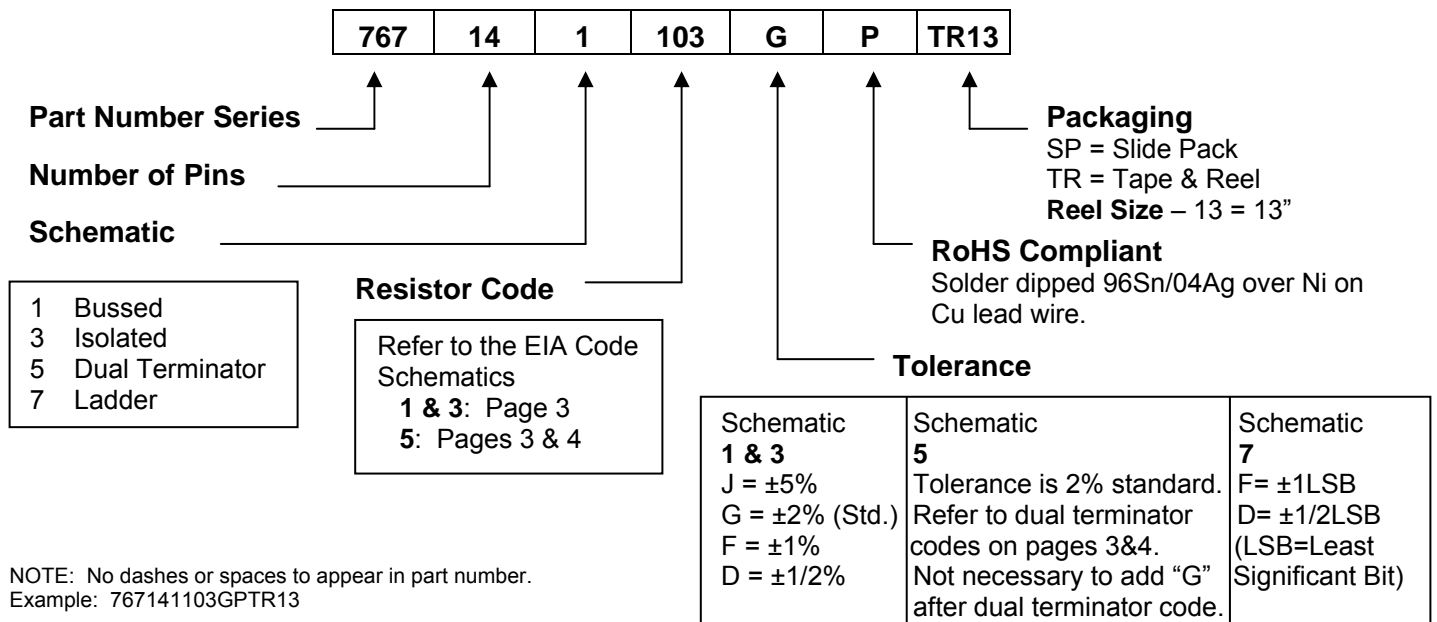 767 14 1 103 G P TR13
Part Number Series
Number of Pins
Schematic
1 Bussed
3 Isolated
5 Dual Terminator
7 Ladder
Resistor Code
Refer to the EIA Code
Schematics
1 & 3: Page 3
5: Pages 3 & 4
Packaging
SP = Slide Pack
TR = Tape & Reel
Reel Size – 13 = 13”
RoHS Compliant
Solder dipped 96Sn/04Ag over Ni on
Cu lead wire.
Tolerance
Schematic
1 & 3
J = ±5%
G = ±2% (Std.)
F = ±1%
D = ±1/2%
Schematic
5
Tolerance is 2% standard.
Refer to dual terminator
codes on pages 3&4.
Not necessary to add “G”
after dual terminator code.
Schematic
7
F= ±1LSB
D= ±1/2LSB
(LSB=Least
Significant Bit)
NOTE: No dashes or spaces to appear in part number.
Example: 767141103GPTR13